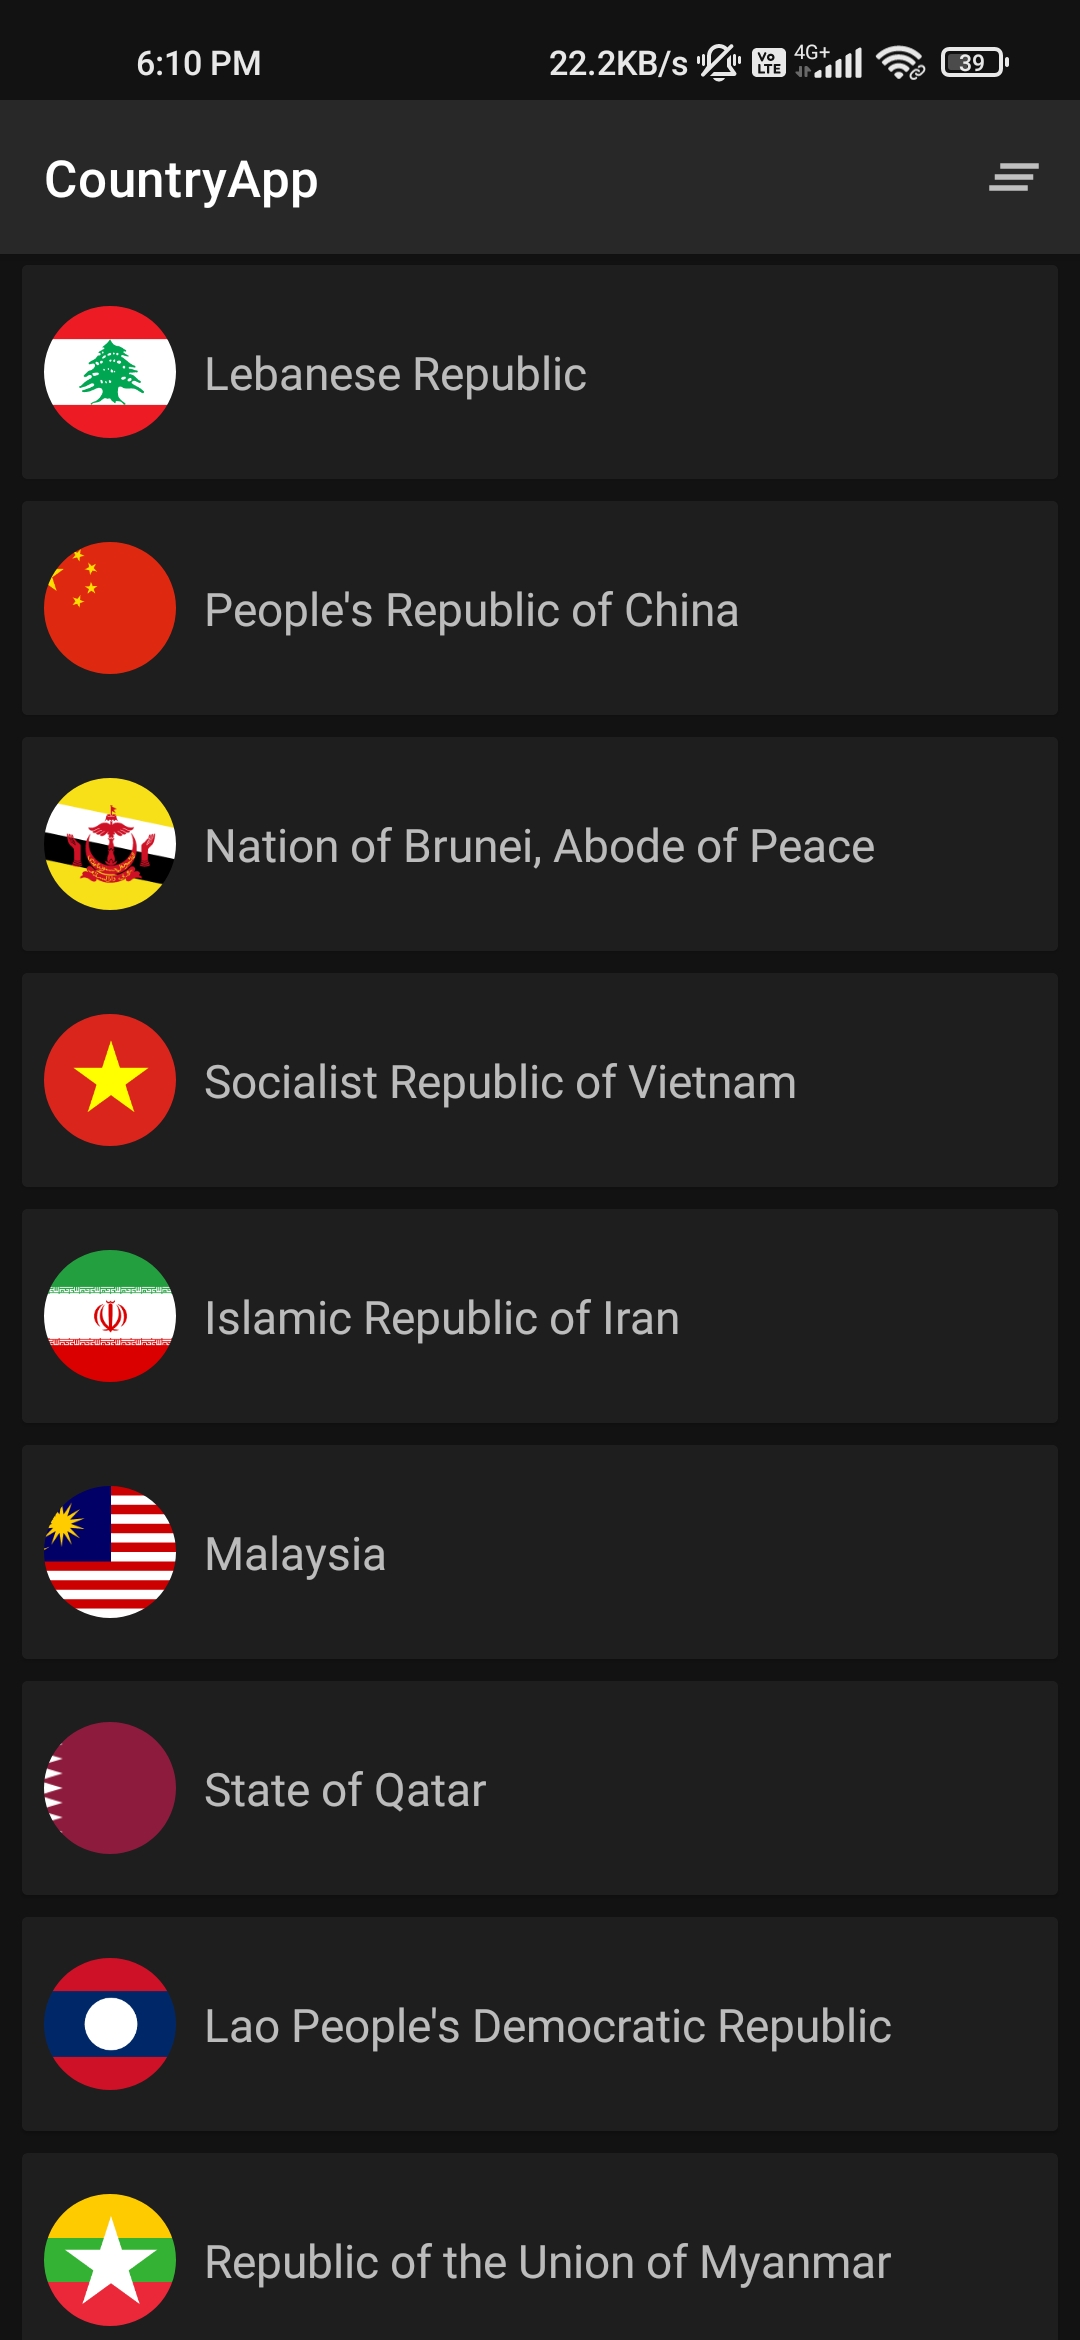 6:10 PM 22.2KB/s Vo LTE 4G+ 39
CountryApp
Lebanese Republic
People's Republic of China
Nation of Brunei, Abode of Peace
Socialist Republic of Vietnam
Islamic Republic of Iran
Malaysia
State of Qatar
Lao People's Democratic Republic
Republic of the Union of Myanmar